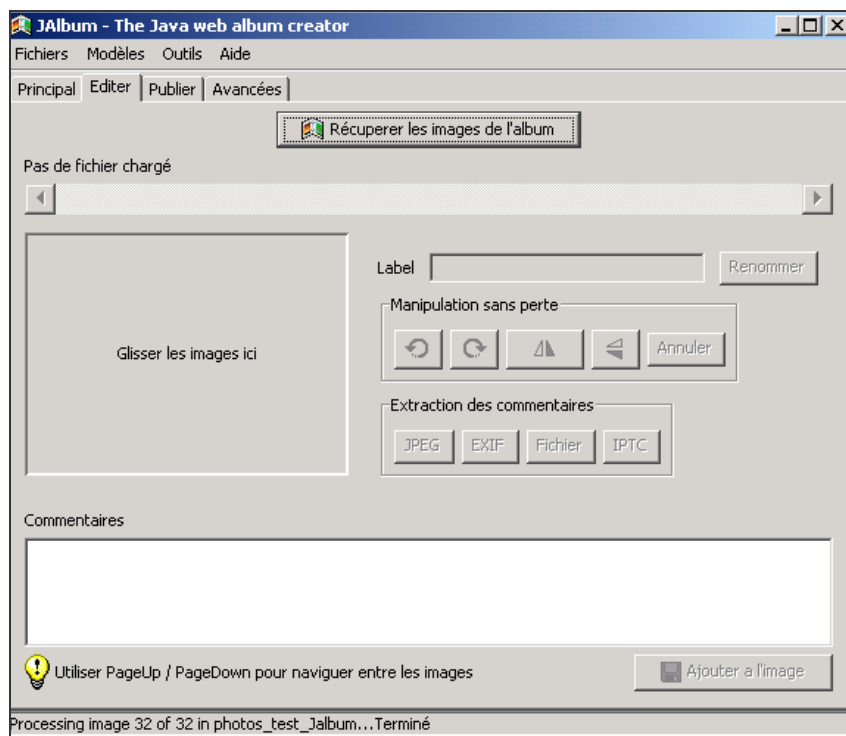 JAlbum - The Java web album creator
Fichiers Modèles Outils Aide
Principal Editer Publier Avancées
Récuperer les images de l'album
Pas de fichier chargé
Label Renommer
Manipulation sans perte
Glisser les images ici
Annuler
Extraction des commentaires
JPEG EXIF Fichier IPTC
Commentaires
Utiliser PageUp / PageDown pour naviguer entre les images
Ajouter a l'image
Processing image 32 of 32 in photos_test_Jalbum...Terminé